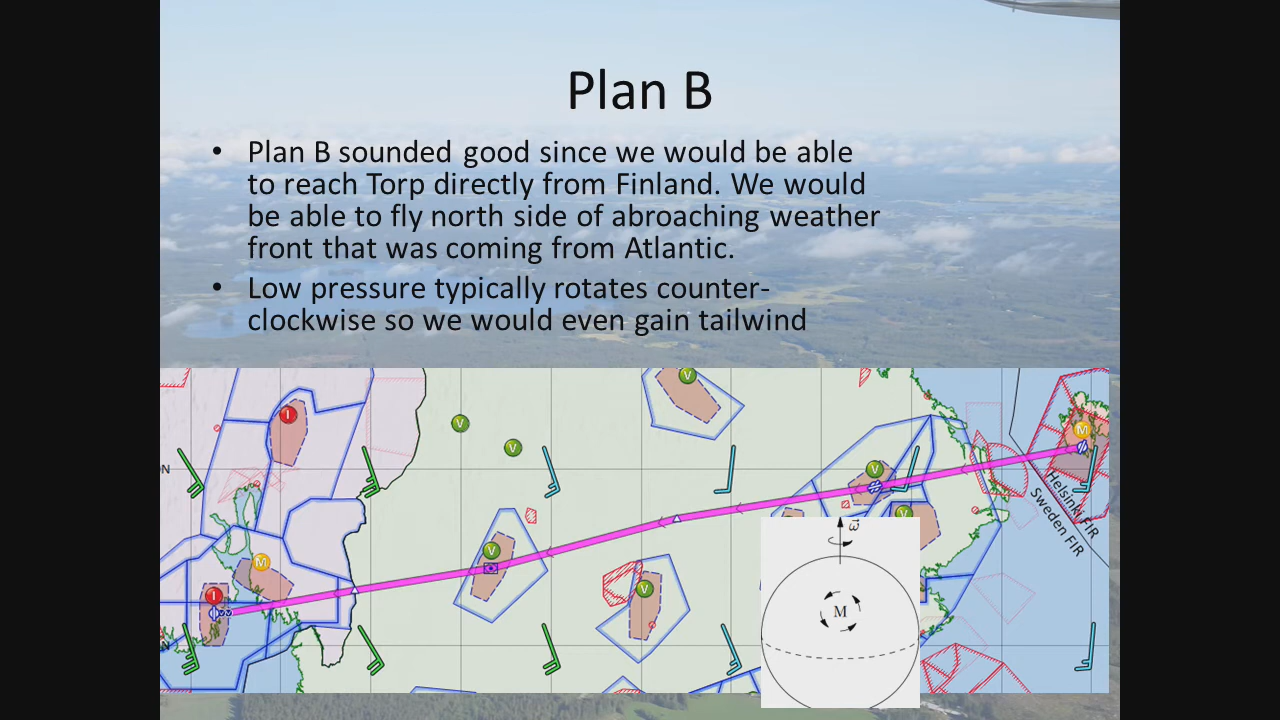 Plan B
• Plan B sounded good since we would be able
to reach Torp directly from Finland. We would
be able to fly north side of abroaching weather
front that was coming from Atlantic.
• Low pressure typically rotates counter-
clockwise so we would even gain tailwind
I
V
V
V
M
N
V
Helsinki FIR
Sweden FIR
V
ω
V
M
I
V
M
N